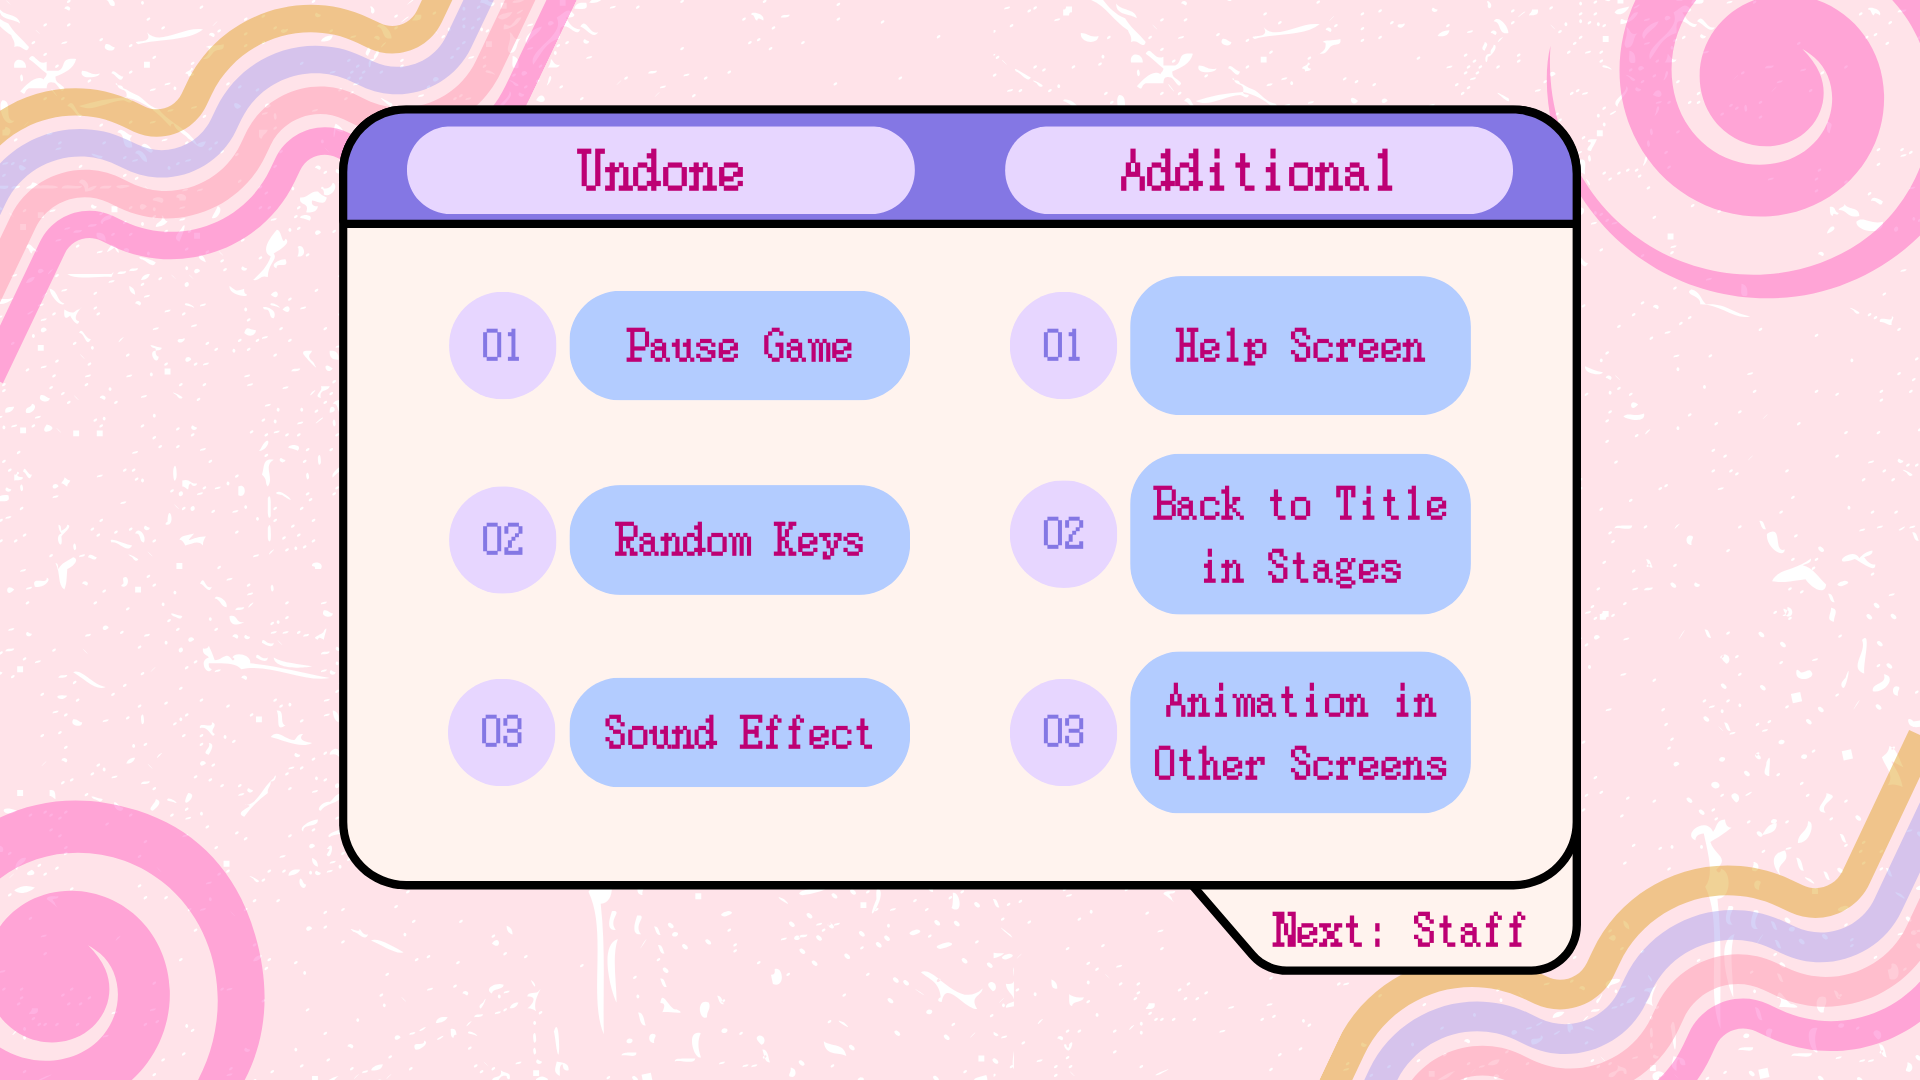 Undone
Additional
01
Pause Game
02
Random Keys
03
Sound Effect
01
Help Screen
02
Back to Title
in Stages
03
Animation in
Other Screens
Next: Staff